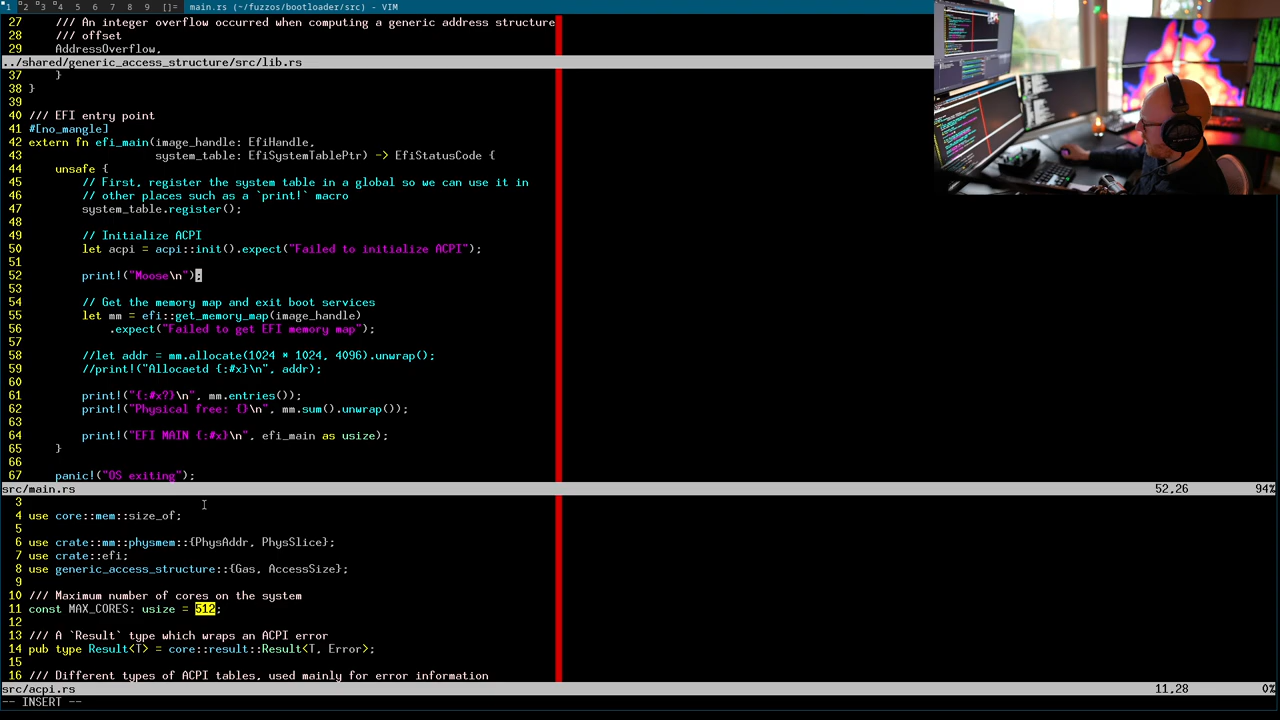 1 2 3 4 5 6 7 8 9 []= main.rs (~/fuzzos/bootloader/src) - VIM
27 /// An integer overflow occurred when computing a generic address structure
28 /// offset
29 AddressOverflow,
../shared/generic_access_structure/src/lib.rs
37 }
38 }
39
40 /// EFI entry point
41 #[no_mangle]
42 extern fn efi_main(image_handle: EfiHandle,
43 system_table: EfiSystemTablePtr) -> EfiStatusCode {
44 unsafe {
45 // First, register the system table in a global so we can use it in
46 // other places such as a `print!` macro
47 system_table.register();
48
49 // Initialize ACPI
50 let acpi = acpi::init().expect("Failed to initialize ACPI");
51
52 print!("Moose\n");
53
54 // Get the memory map and exit boot services
55 let mm = efi::get_memory_map(image_handle)
56 .expect("Failed to get EFI memory map");
57
58 //let addr = mm.allocate(1024 * 1024, 4096).unwrap();
59 //print!("Allocaetd {:#x}\n", addr);
60
61 print!("{:#x?}\n", mm.entries());
62 print!("Physical free: {}\n", mm.sum().unwrap());
63
64 print!("EFI MAIN {:#x}\n", efi_main as usize);
65 }
66
67 panic!("OS exiting");
src/main.rs 52,26 94%
3
4 use core::mem::size_of;
5
6 use crate::mm::physmem::{PhysAddr, PhysSlice};
7 use crate::efi;
8 use generic_access_structure::{Gas, AccessSize};
9
10 /// Maximum number of cores on the system
11 const MAX_CORES: usize = 512;
12
13 /// A `Result` type which wraps an ACPI error
14 pub type Result<T> = core::result::Result<T, Error>;
15
16 /// Different types of ACPI tables, used mainly for error information
src/acpi.rs 11,28 0%
-- INSERT --